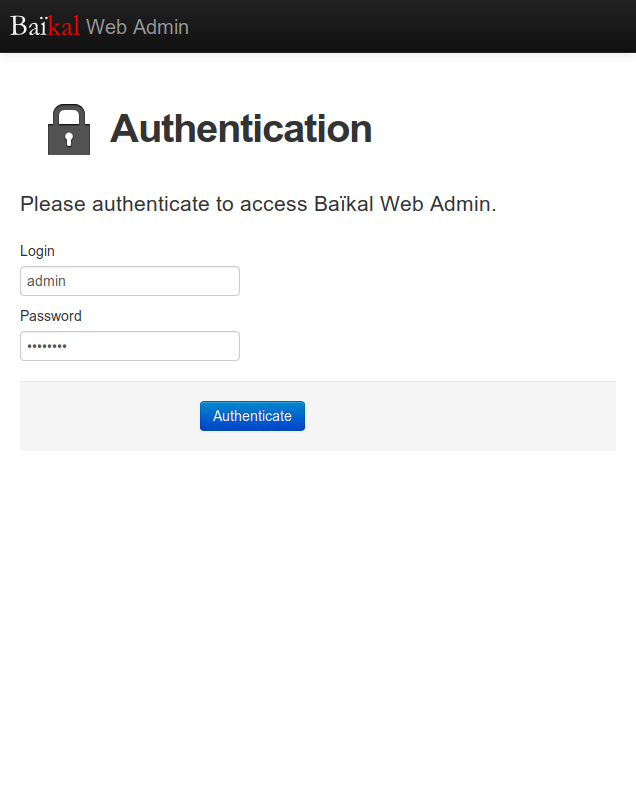 Baïkal Web Admin
Authentication
Please authenticate to access Baïkal Web Admin.
Login
admin
Password
••••••••
Authenticate